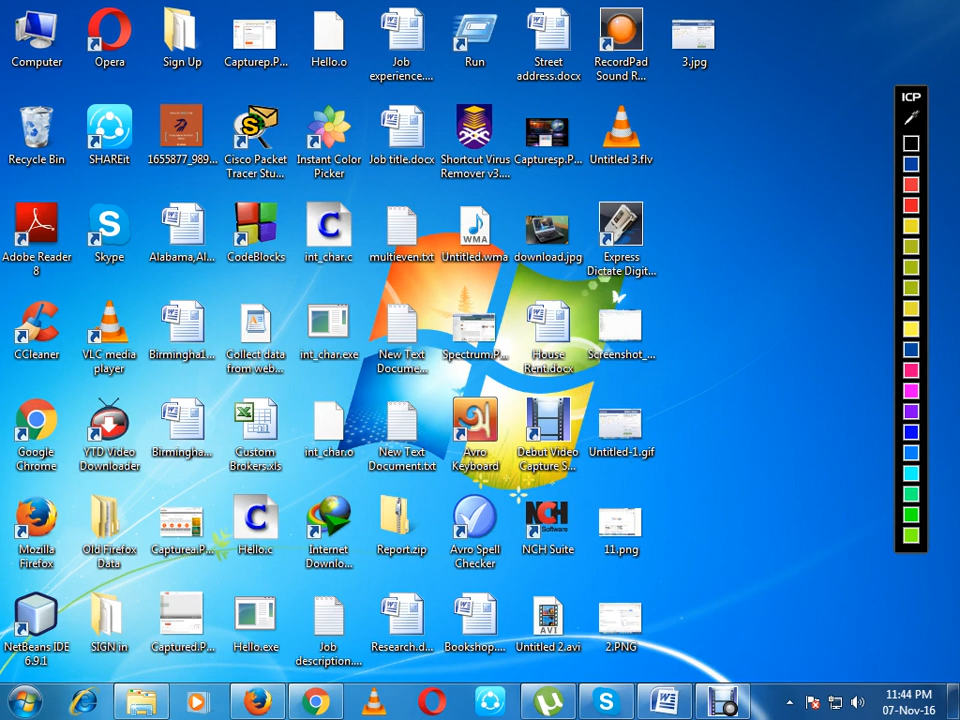 Computer
Opera
Sign Up
Capturep.P...
Hello.o
Job
experience....
Run
Street
address.docx
RecordPad
Sound R...
3.jpg
ICP
Recycle Bin
SHAREit
1655877_989...
Cisco Packet
Tracer Stu...
Instant Color
Picker
Job title.docx
Shortcut Virus
Remover v3....
Capturesp.P...
Untitled 3.flv
Adobe Reader
8
Skype
Alabama,Al...
CodeBlocks
int_char.c
multieven.txt
WMA
Untitled.wma
download.jpg
Express
Dictate Digit...
CCleaner
VLC media
player
Birmingha1...
Collect data
from web...
int_char.exe
New Text
Docume...
Spectrum.P...
House
Rent.docx
Screenshot_...
Google
Chrome
YTD Video
Downloader
Birmingha...
Custom
Brokers.xls
int_char.o
New Text
Document.txt
Avro
Keyboard
Debut Video
Capture S...
Untitled-1.gif
Mozilla
Firefox
Old Firefox
Data
Capturea.P...
Hello.c
Internet
Downlo...
Report.zip
Avro Spell
Checker
NCH
Software
NCH Suite
11.png
NetBeans IDE
6.9.1
SIGN in
Captured.P...
Hello.exe
Job
description....
Research.d...
Bookshop....
AVI
Untitled 2.avi
2.PNG
11:44 PM
07-Nov-16